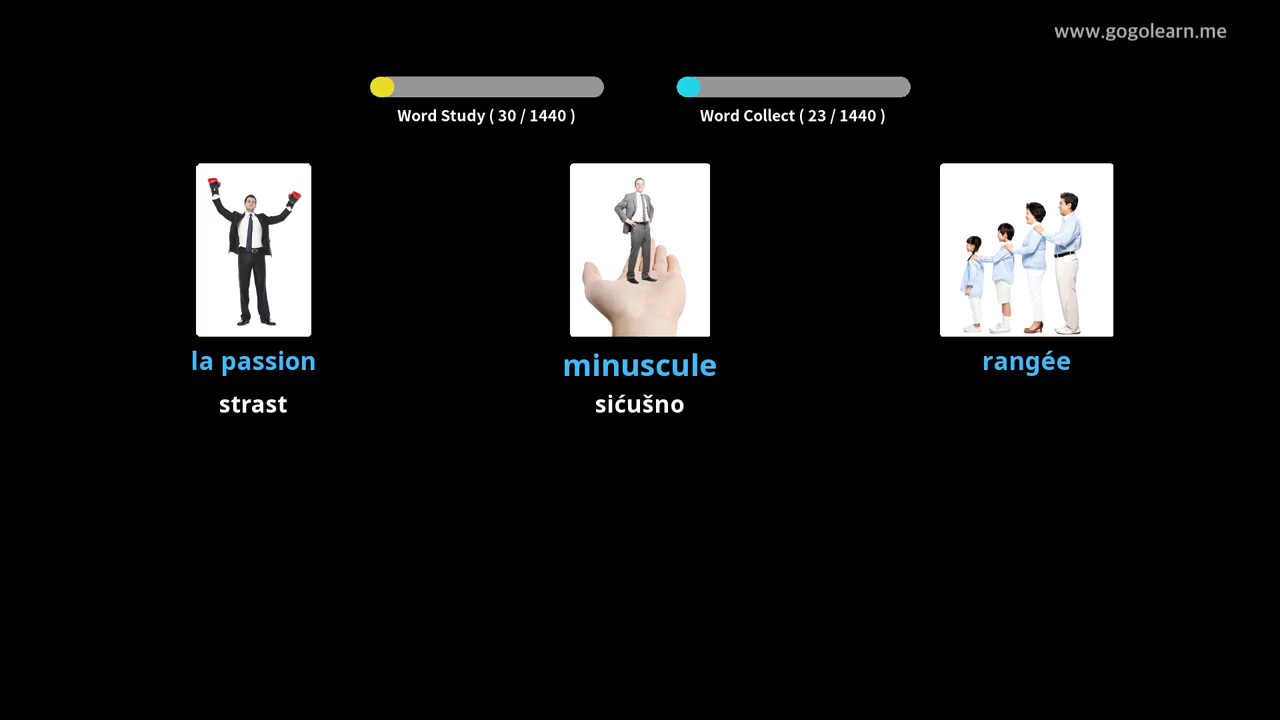 www.gogolearn.me
Word Study ( 30 / 1440 )
Word Collect ( 23 / 1440 )
la passion
minuscule
rangée
strast
sićušno